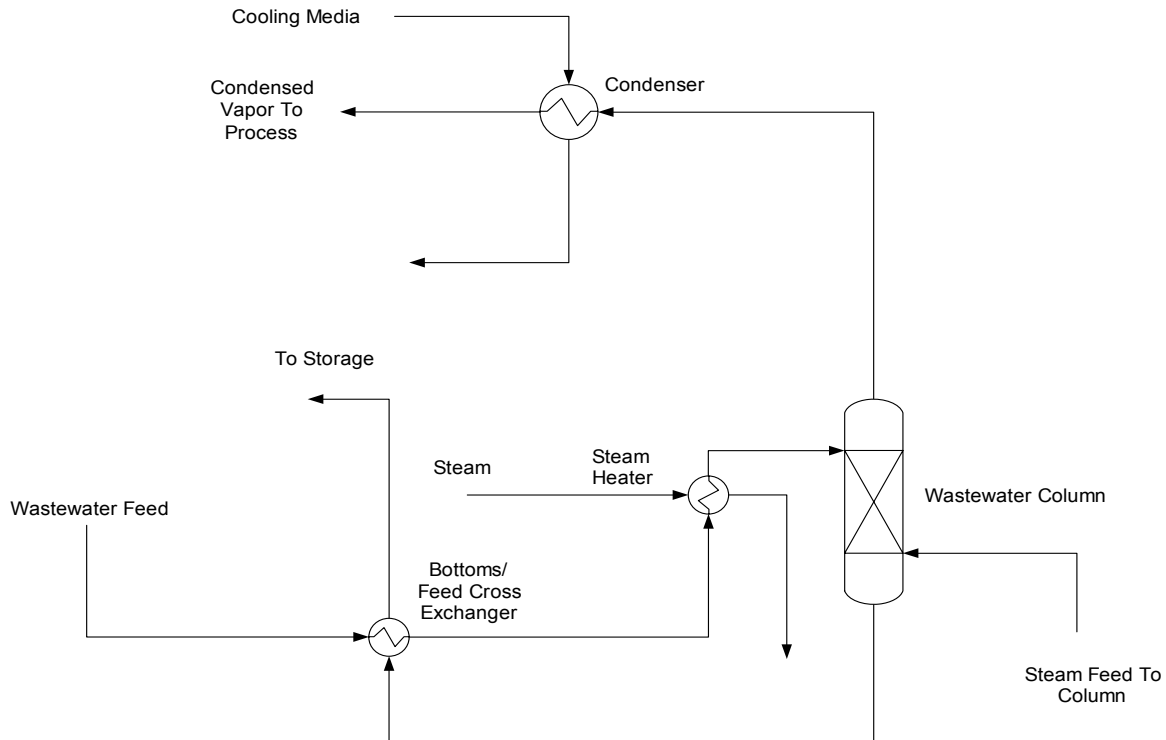 Cooling Media
Condensed
Vapor To
Process
Condenser
To Storage
Steam
Steam
Heater
Wastewater Feed
Wastewater Column
Bottoms/
Feed Cross
Exchanger
Steam Feed To
Column